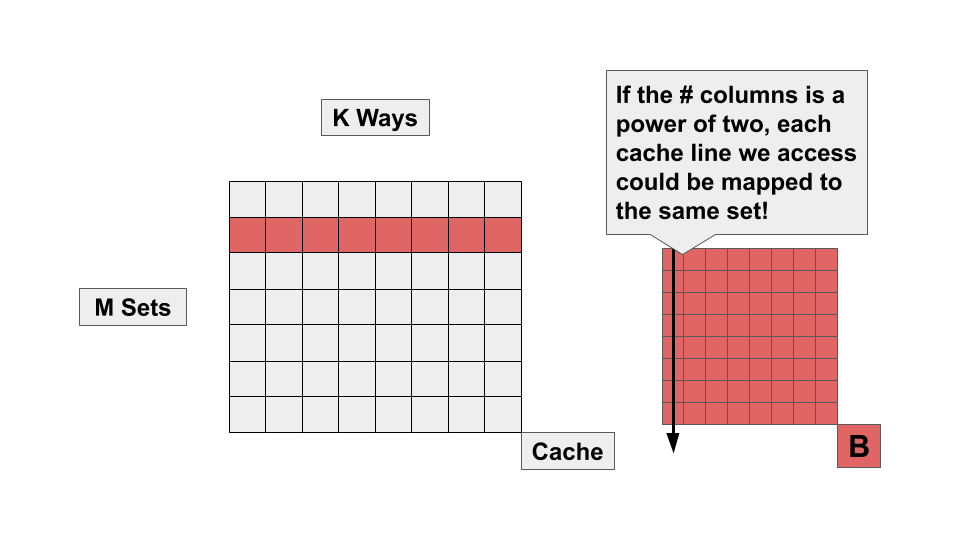 K Ways
If the # columns is a
power of two, each
cache line we access
could be mapped to
the same set!
M Sets
Cache
B